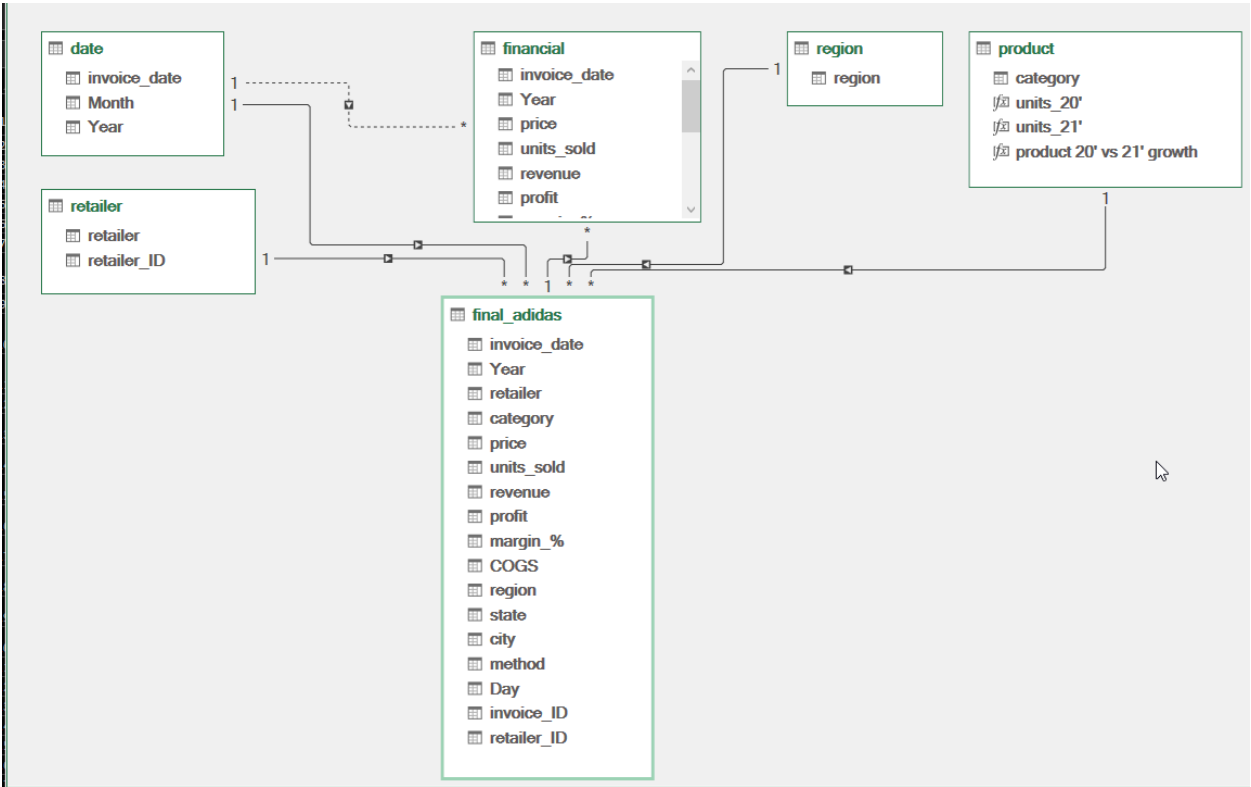 date
invoice_date
Month
Year
financial
invoice_date
Year
price
units_sold
revenue
profit
region
region
product
category
units_20'
units_21'
product 20' vs 21' growth
retailer
retailer
retailer_ID
1
1
*
1
1
1
*
* * 1 * *
final_adidas
invoice_date
Year
retailer
category
price
units_sold
revenue
profit
margin_%
COGS
region
state
city
method
Day
invoice_ID
retailer_ID